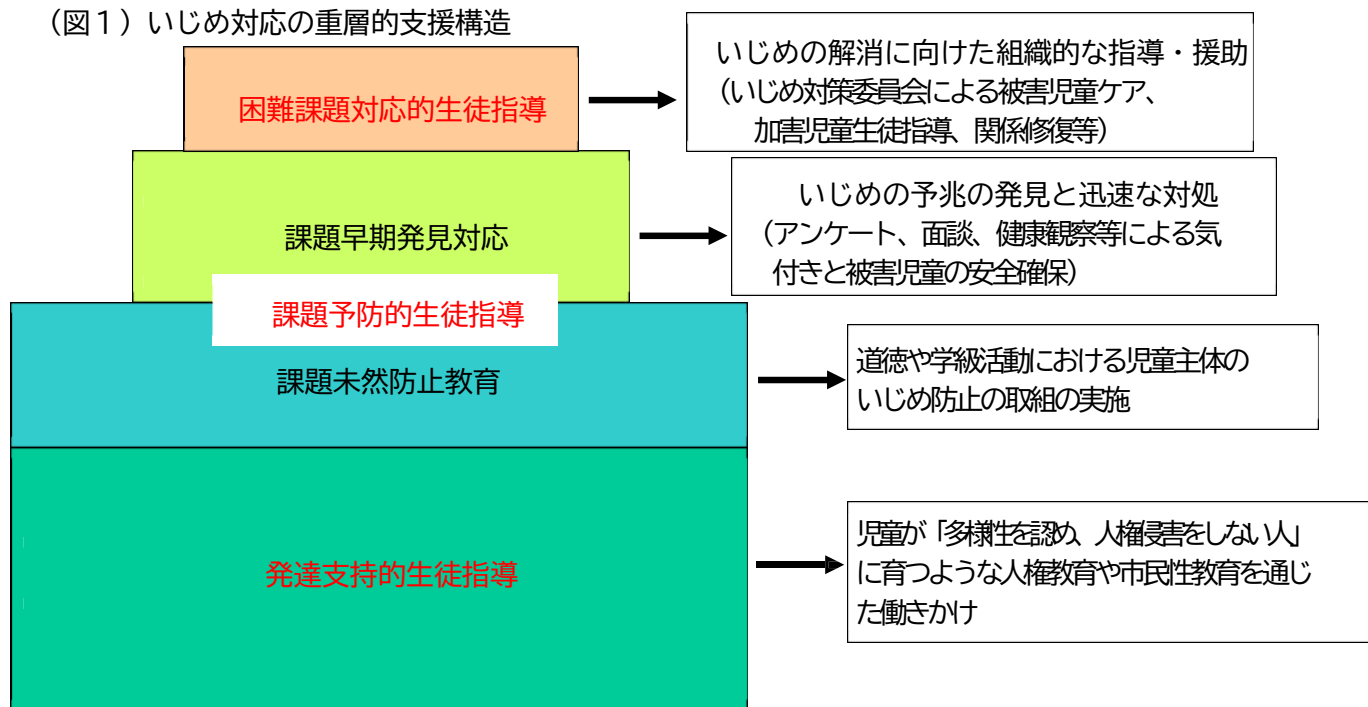 （図１）いじめ対応の重層的支援構造
困難課題対応的生徒指導
いじめの解消に向けた組織的な指導・援助
（いじめ対策委員会による被害児童ケア、
加害児童生徒指導、関係修復等）
課題早期発見対応
いじめの予兆の発見と迅速な対処
（アンケート、面談、健康観察等による気
付きと被害児童の安全確保）
課題予防的生徒指導
課題未然防止教育
道徳や学級活動における児童主体の
いじめ防止の取組の実施
発達支持的生徒指導
児童が「多様性を認め、人権侵害をしない人」
に育つような人権教育や市民性教育を通じ
た働きかけ